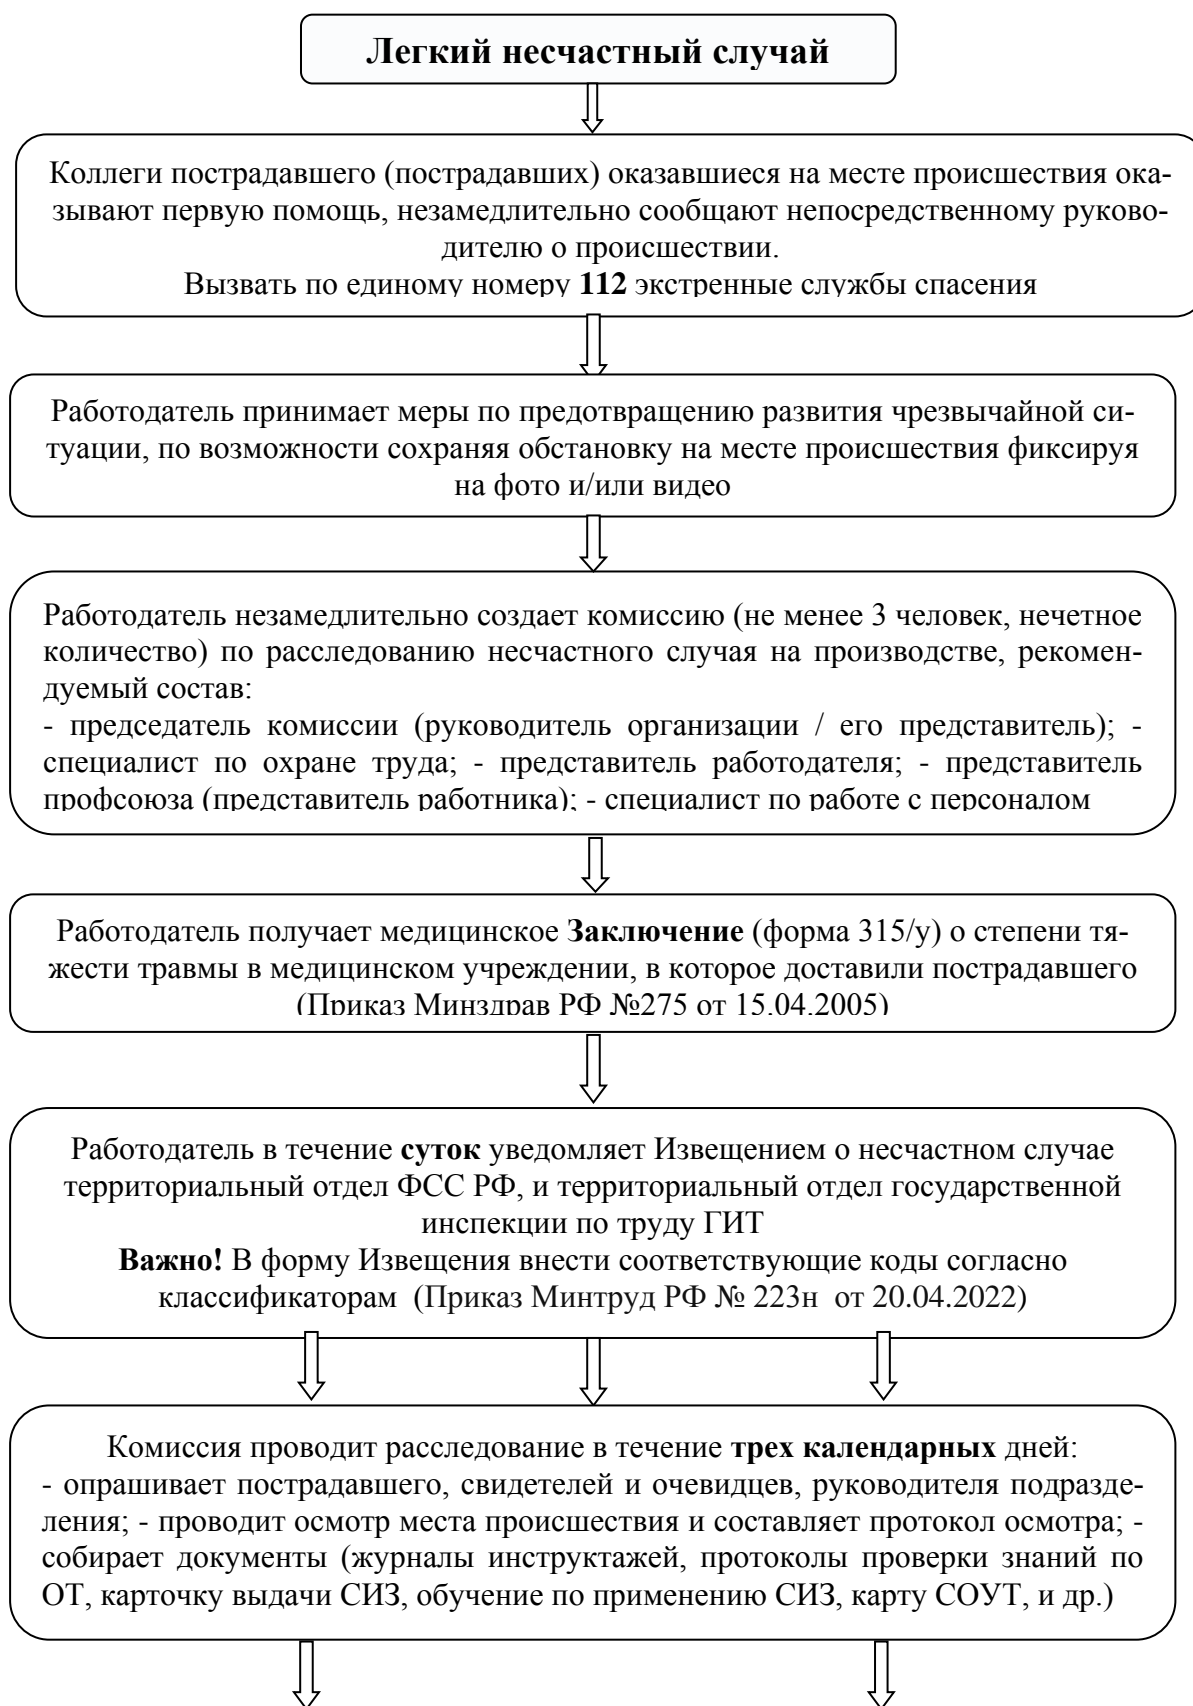 Легкий несчастный случай
Коллеги пострадавшего (пострадавших) оказавшиеся на месте происшествия ока-
зывают первую помощь, незамедлительно сообщают непосредственному руково-
дителю о происшествии.
Вызвать по единому номеру 112 экстренные службы спасения
Работодатель принимает меры по предотвращению развития чрезвычайной си-
туации, по возможности сохраняя обстановку на месте происшествия фиксируя
на фото и/или видео
Работодатель незамедлительно создает комиссию (не менее 3 человек, нечетное
количество) по расследованию несчастного случая на производстве, рекомен-
дуемый состав:
- председатель комиссии (руководитель организации / его представитель); -
специалист по охране труда; - представитель работодателя; - представитель
профсоюза (представитель работника); - специалист по работе с персоналом
Работодатель получает медицинское Заключение (форма 315/у) о степени тя-
жести травмы в медицинском учреждении, в которое доставили пострадавшего
(Приказ Минздрав РФ №275 от 15.04.2005)
Работодатель в течение суток уведомляет Извещением о несчастном случае
территориальный отдел ФСС РФ, и территориальный отдел государственной
инспекции по труду ГИТ
Важно! В форму Извещения внести соответствующие коды согласно
классификаторам (Приказ Минтруд РФ № 223н от 20.04.2022)
Комиссия проводит расследование в течение трех календарных дней:
- опрашивает пострадавшего, свидетелей и очевидцев, руководителя подразде-
ления; - проводит осмотр места происшествия и составляет протокол осмотра; -
собирает документы (журналы инструктажей, протоколы проверки знаний по
ОТ, карточку выдачи СИЗ, обучение по применению СИЗ, карту СОУТ, и др.)